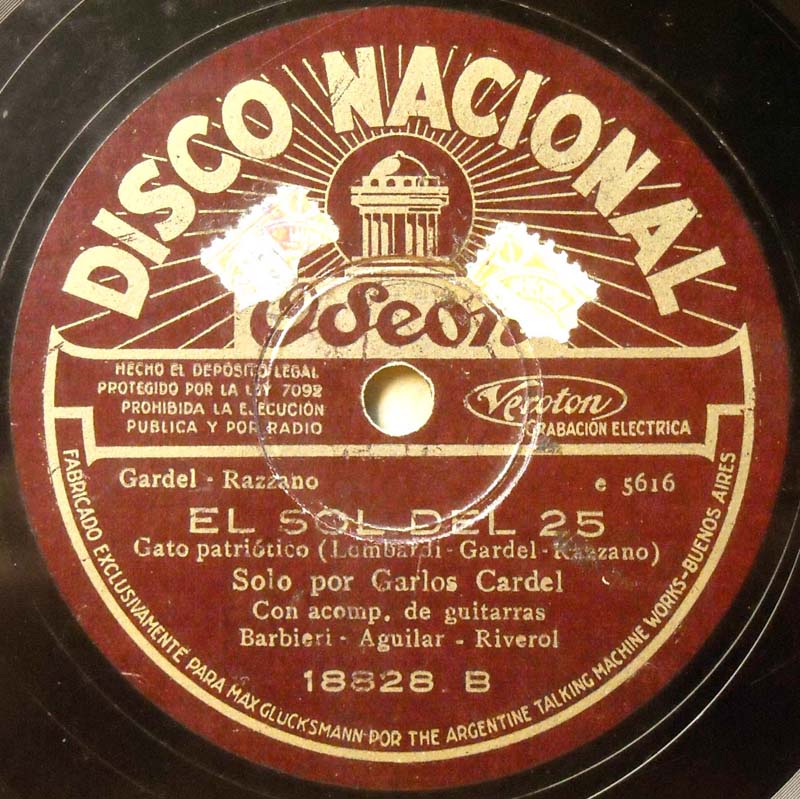 DISCO NACIONAL
Odeon
HECHO EL DEPÓSITO LEGAL
PROTEGIDO POR LA LEY 7092
PROHIBIDA LA EJECUCIÓN
PUBLICA Y POR RADIO
Veroton
GRABACIÓN ELECTRICA
Gardel - Razzano e 5616
EL SOL DEL 25
Gato patriótico (Lombardi - Gardel - Razzano)
Solo por Garlos Cardel
Con acomp. de guitarras
Barbieri - Aguilar - Riverol
18828 B
FABRICADO EXCLUSIVAMENTE PARA MAX GLUCKSMANN POR THE ARGENTINE TALKING MACHINE WORKS-BUENOS AIRES